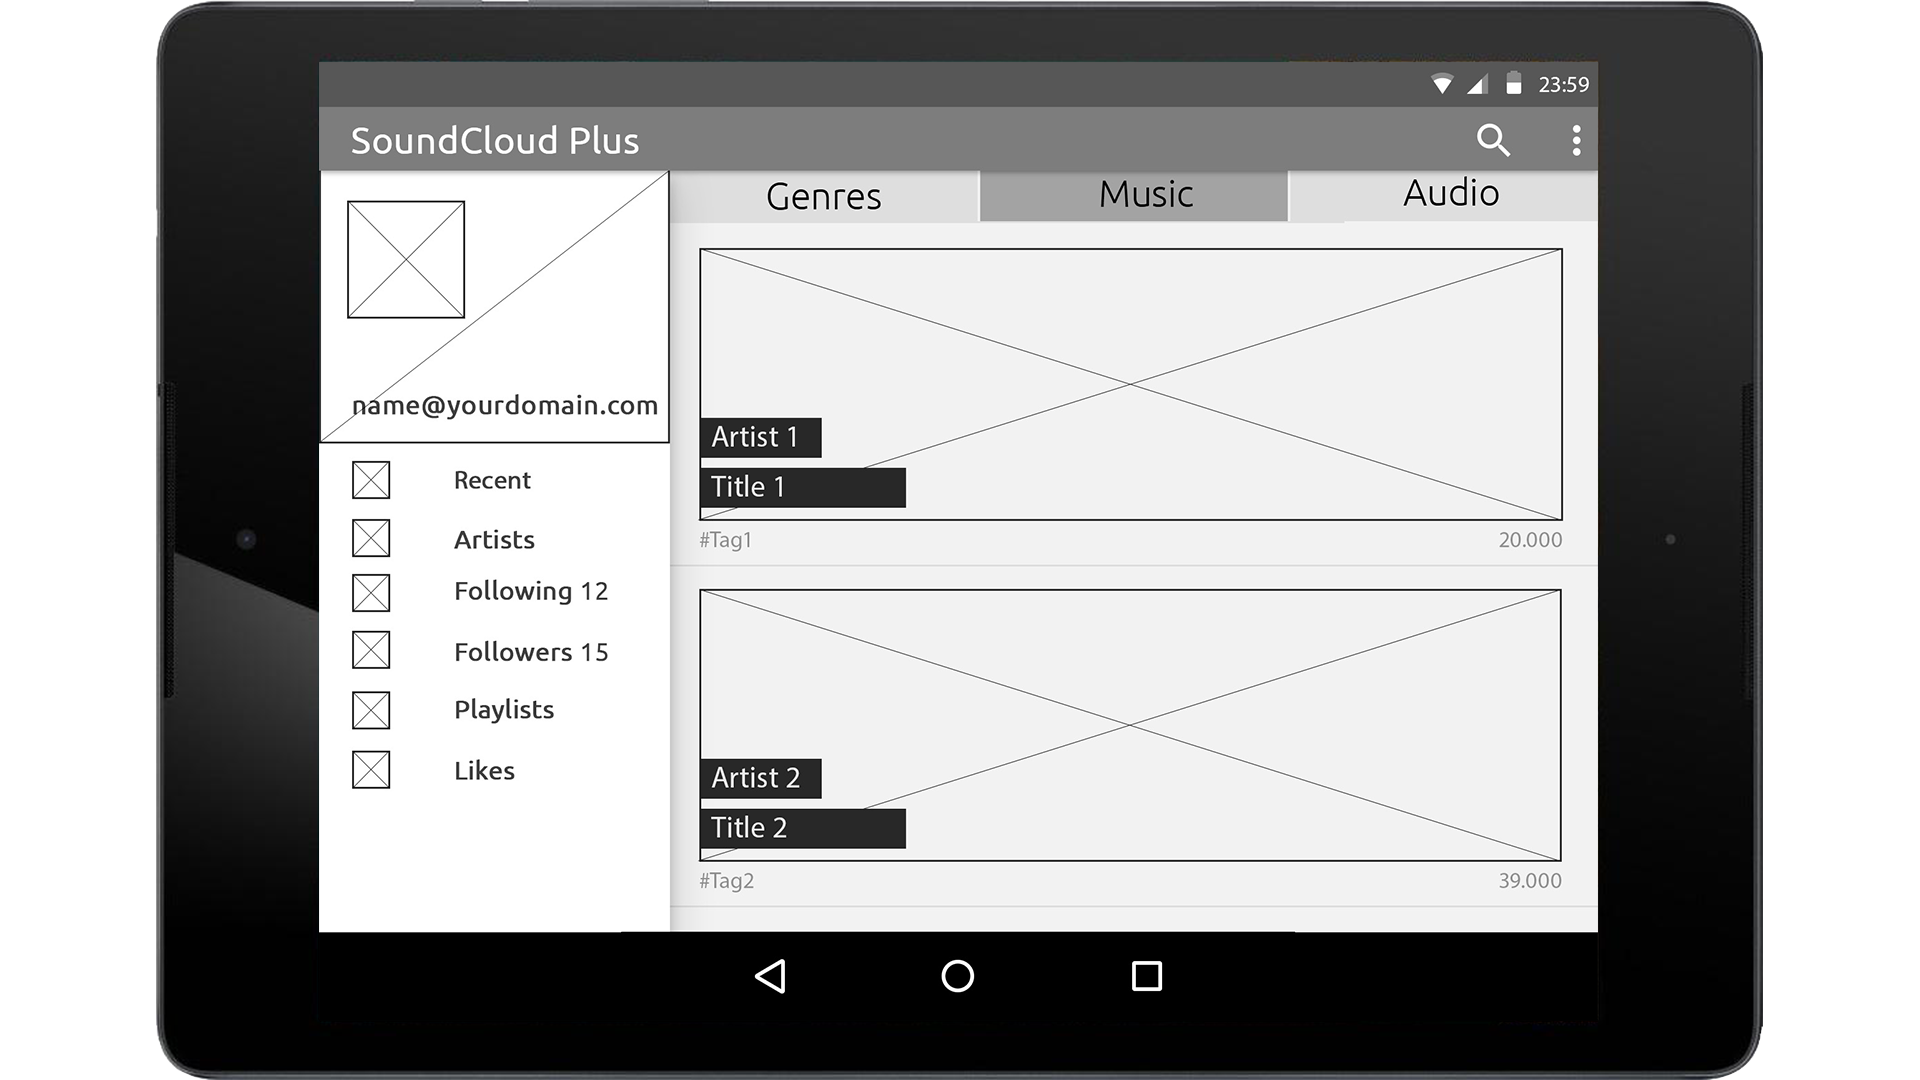 23:59
SoundCloud Plus
Genres
Music
Audio
name@yourdomain.com
Recent
Artists
Following 12
Followers 15
Playlists
Likes
Artist 1
Title 1
#Tag1
20.000
Artist 2
Title 2
#Tag2
39.000